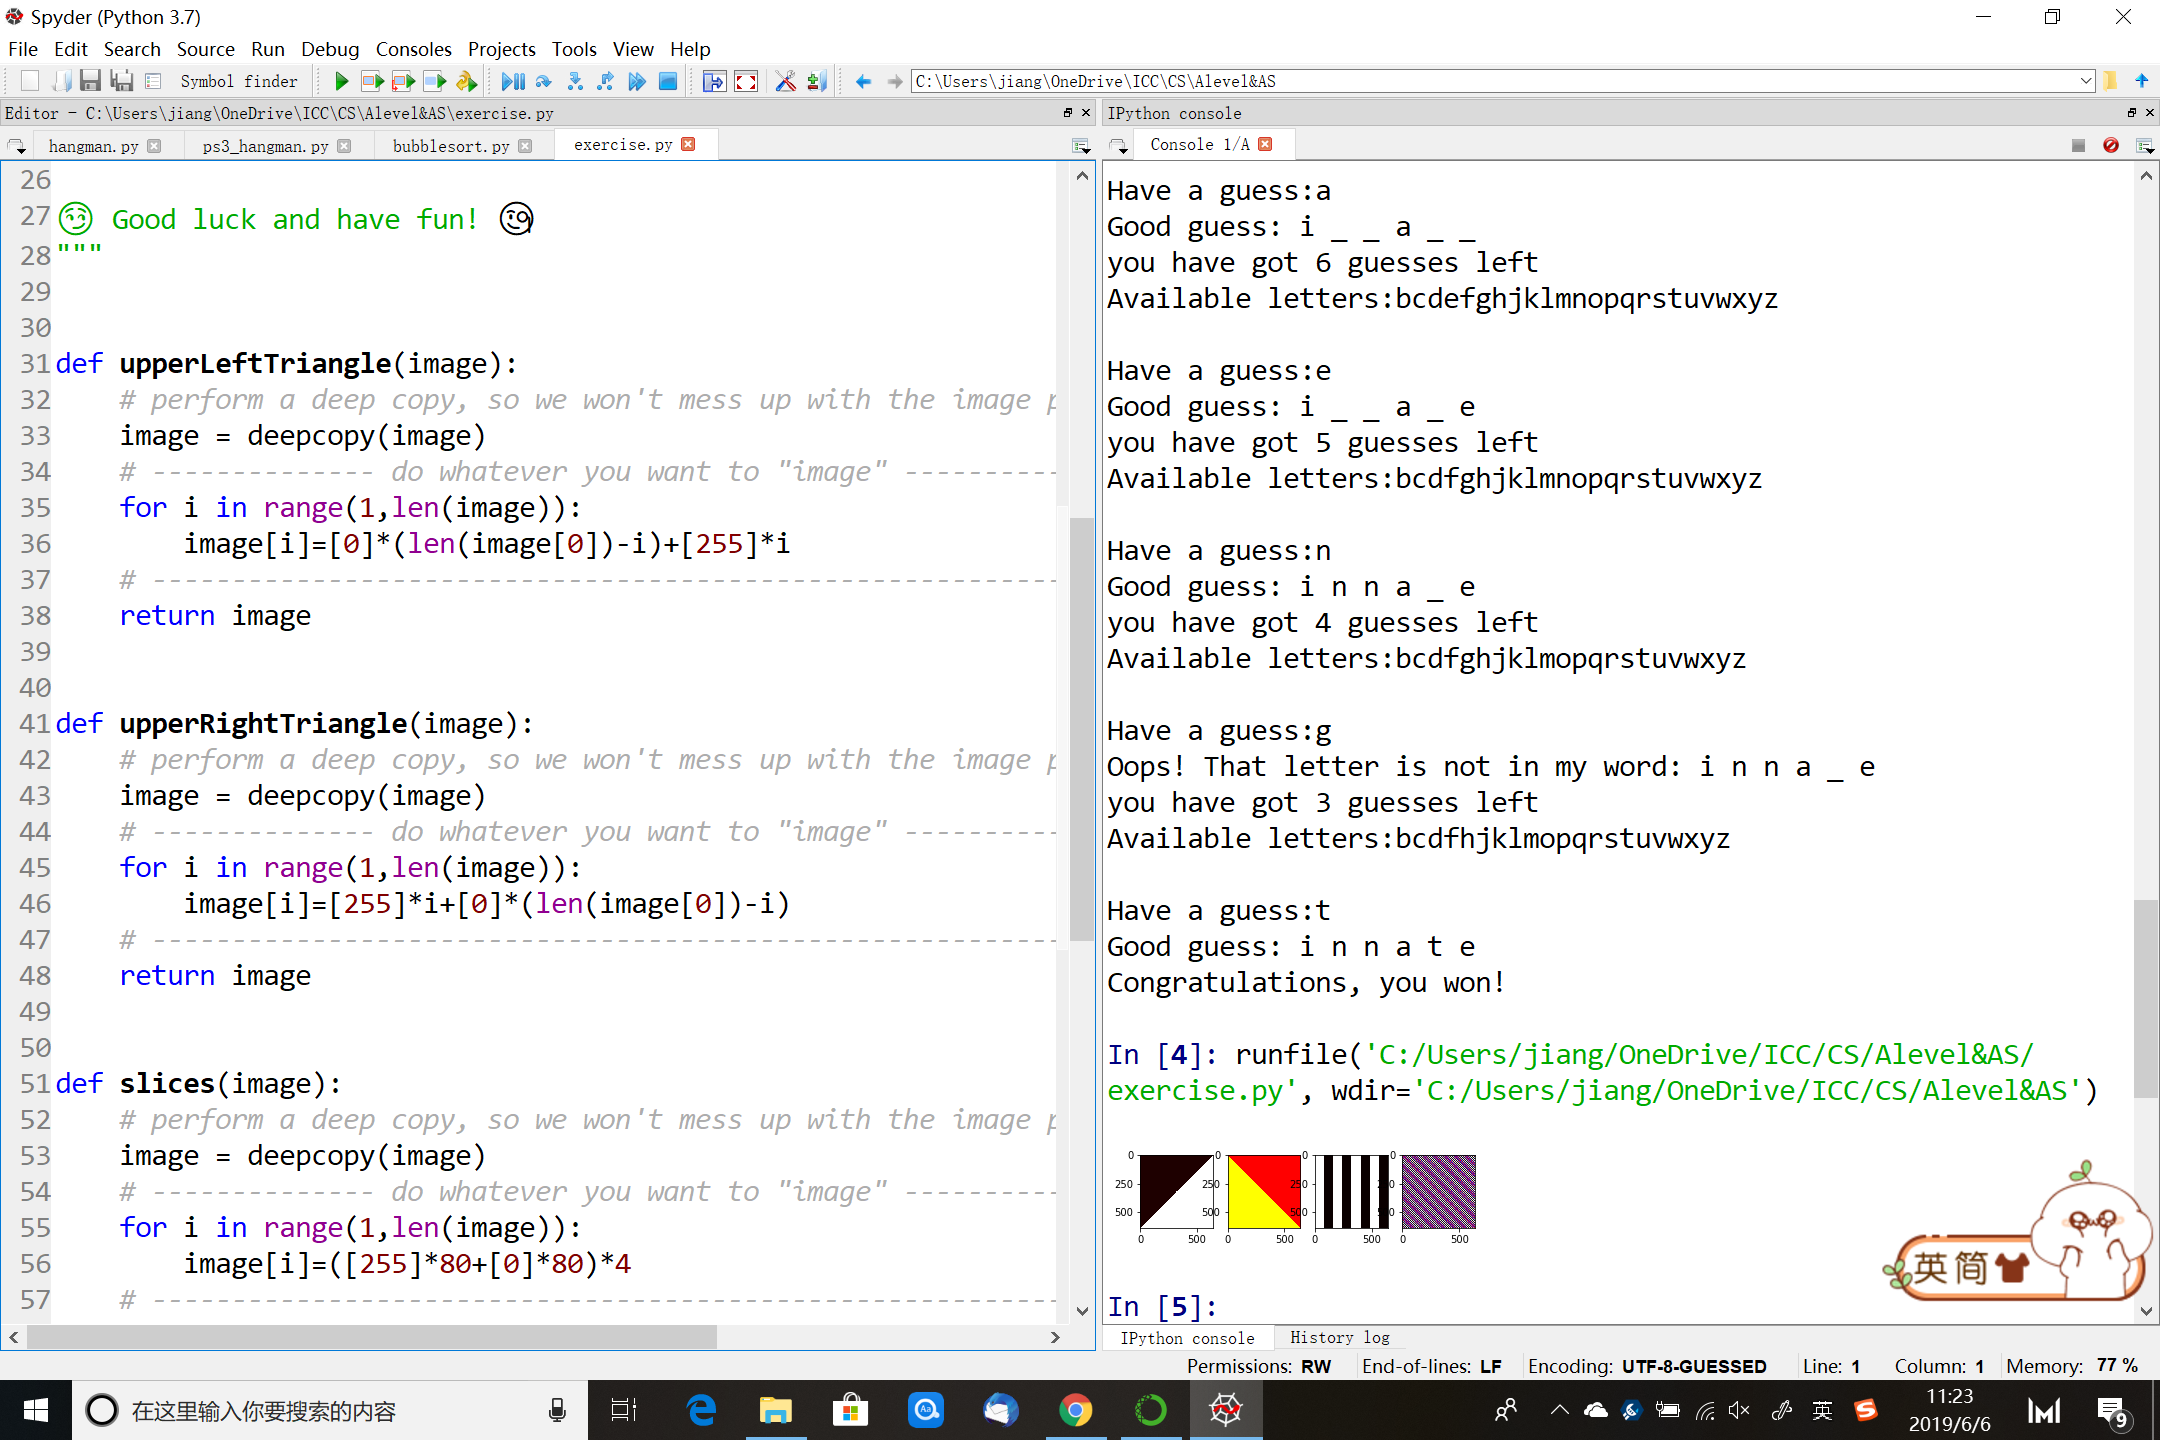 Spyder (Python 3.7)
File Edit Search Source Run Debug Consoles Projects Tools View Help
Symbol finder
C:\Users\jiang\OneDrive\ICC\CS\Alevel&AS
Editor - C:\Users\jiang\OneDrive\ICC\CS\Alevel&AS\exercise.py
hangman.py ps3_hangman.py bubblesort.py exercise.py
26
27 😏 Good luck and have fun! 🧐
28 """
29
30
31 def upperLeftTriangle(image):
32     # perform a deep copy, so we won't mess up with the image p
33     image = deepcopy(image)
34     # -------------- do whatever you want to "image" ----------
35     for i in range(1,len(image)):
36         image[i]=[0]*(len(image[0])-i)+[255]*i
37     # ---------------------------------------------------------
38     return image
39
40
41 def upperRightTriangle(image):
42     # perform a deep copy, so we won't mess up with the image p
43     image = deepcopy(image)
44     # -------------- do whatever you want to "image" ----------
45     for i in range(1,len(image)):
46         image[i]=[255]*i+[0]*(len(image[0])-i)
47     # ---------------------------------------------------------
48     return image
49
50
51 def slices(image):
52     # perform a deep copy, so we won't mess up with the image p
53     image = deepcopy(image)
54     # -------------- do whatever you want to "image" ----------
55     for i in range(1,len(image)):
56         image[i]=([255]*80+[0]*80)*4
57     # ---------------------------------------------------------
IPython console
Console 1/A
Have a guess:a
Good guess: i _ _ a _ _
you have got 6 guesses left
Available letters:bcdefghjklmnopqrstuvwxyz
Have a guess:e
Good guess: i _ _ a _ e
you have got 5 guesses left
Available letters:bcdfghjklmnopqrstuvwxyz
Have a guess:n
Good guess: i n n a _ e
you have got 4 guesses left
Available letters:bcdfghjklmopqrstuvwxyz
Have a guess:g
Oops! That letter is not in my word: i n n a _ e
you have got 3 guesses left
Available letters:bcdfhjklmopqrstuvwxyz
Have a guess:t
Good guess: i n n a t e
Congratulations, you won!
In [4]: runfile('C:/Users/jiang/OneDrive/ICC/CS/Alevel&AS/
exercise.py', wdir='C:/Users/jiang/OneDrive/ICC/CS/Alevel&AS')
0 0 0 0
250 250 250
500 500 500
0 500 0 500 0 500 0 500
英简
In [5]:
IPython console History log
Permissions: RW End-of-lines: LF Encoding: UTF-8-GUESSED Line: 1 Column: 1 Memory: 77 %
在这里输入你要搜索的内容
英
11:23
2019/6/6
9